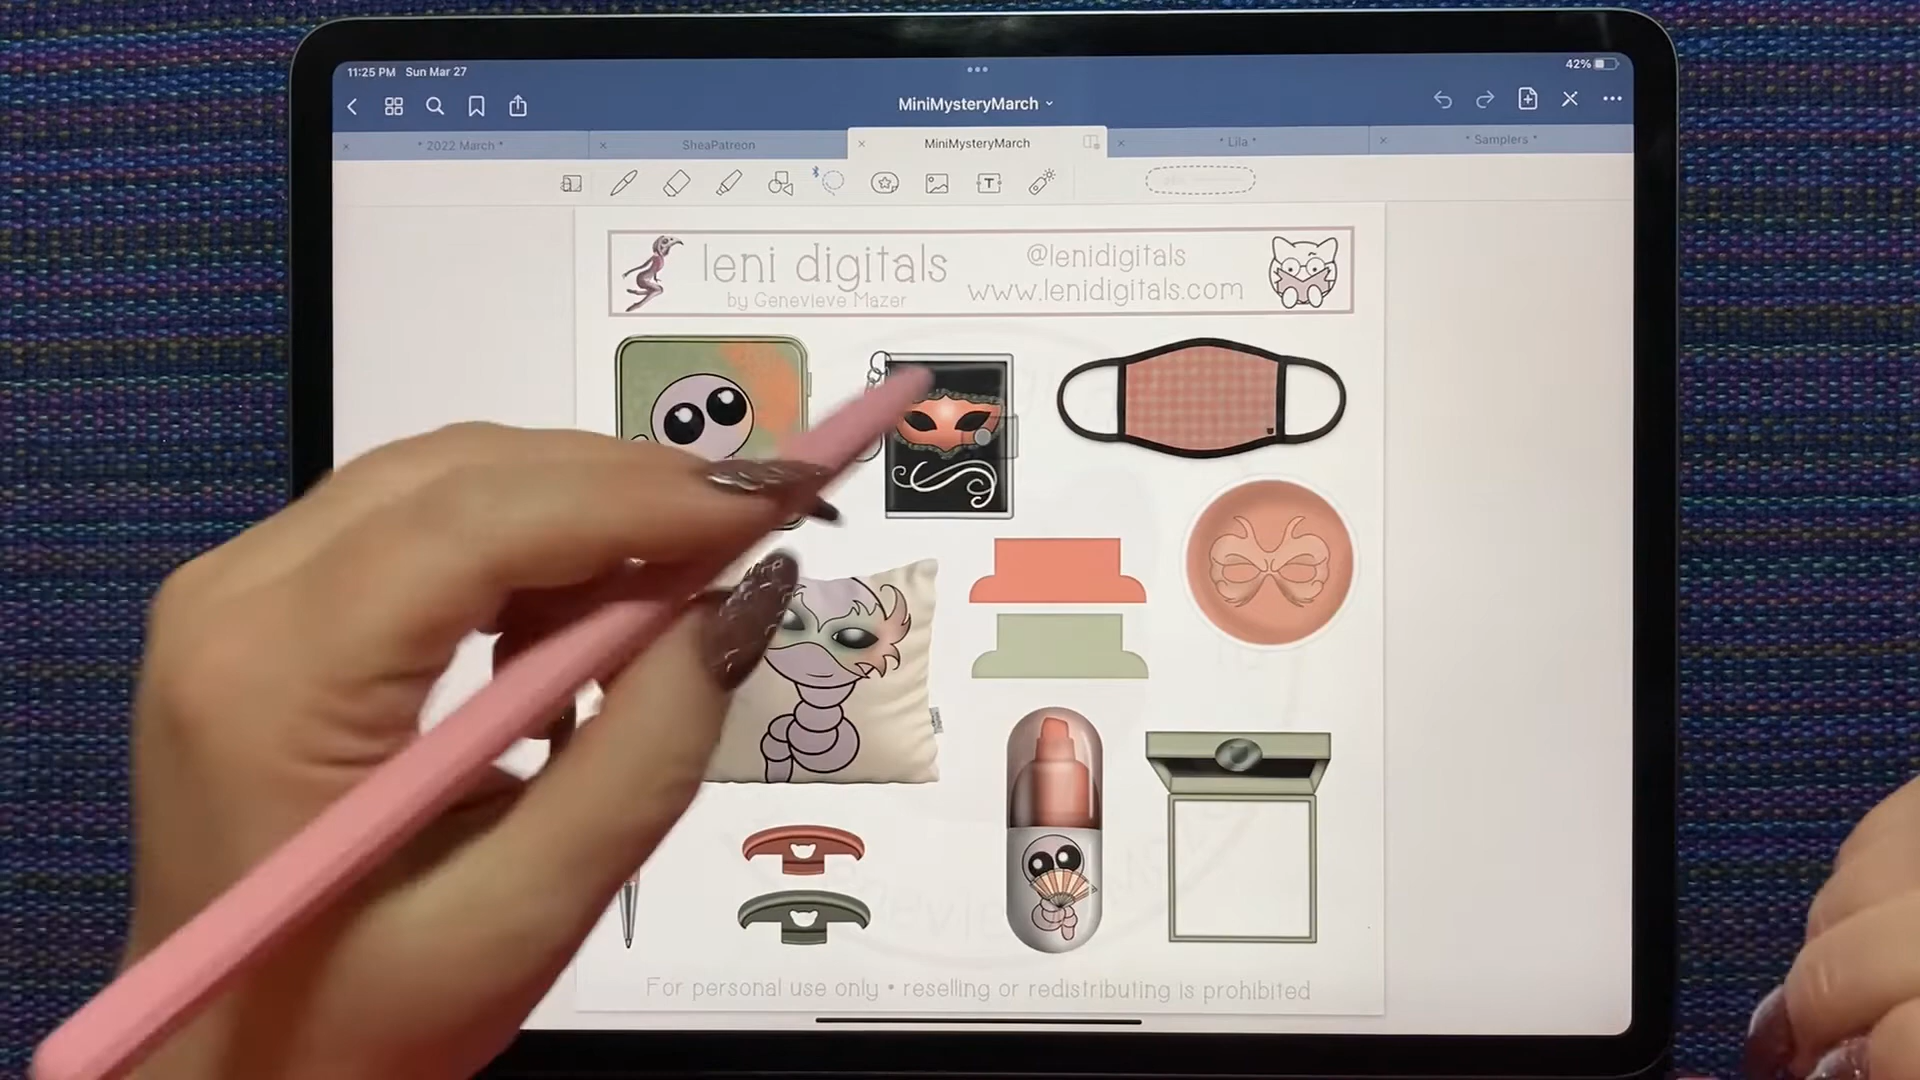 11:25 PM Sun Mar 27
42%
MiniMysteryMarch
* 2022 March *
SheaPatreon
MiniMysteryMarch
* Lila *
* Samplers *
T
leni digitals
by Genevieve Mazer
@lenidigitals
www.lenidigitals.com
For personal use only • reselling or redistributing is prohibited